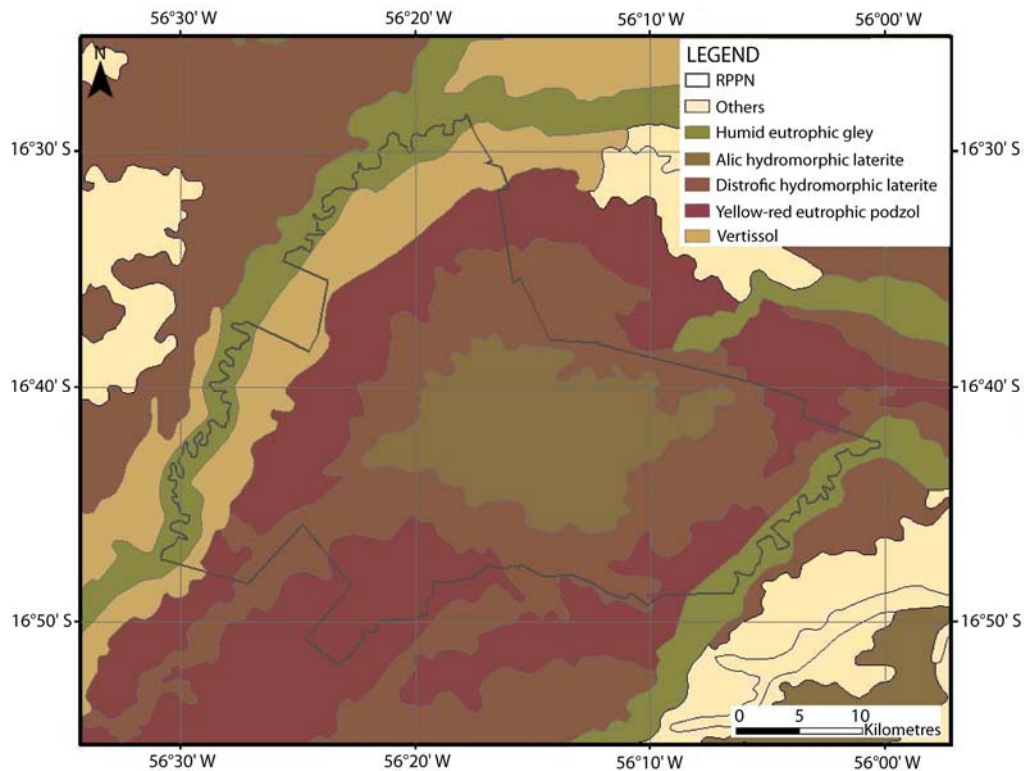 56°30' W 56°20' W 56°10' W 56°00' W
N
LEGEND
RPPN
Others
Humid eutrophic gley
Alic hydromorphic laterite
Distrofic hydromorphic laterite
Yellow-red eutrophic podzol
Vertissol
16°30' S 16°30' S
16°40' S 16°40' S
16°50' S 16°50' S
0 5 10
Kilometres
56°30' W 56°20' W 56°10' W 56°00' W